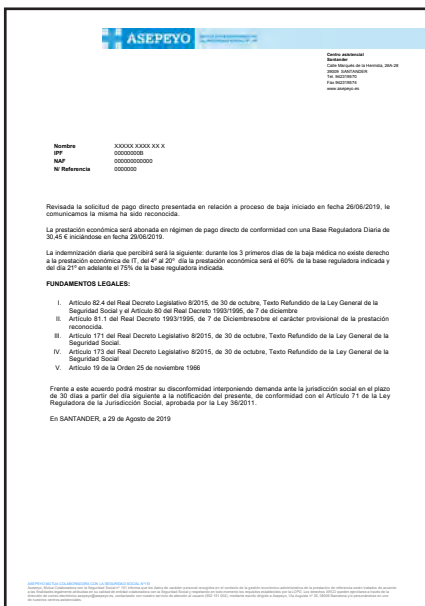 ASEPEYO
Centro asistencial
Santander
Calle Marqués de la Hermida, 26A-28
39009 SANTANDER
Tel. 942319570
Fax 942319574
www.asepeyo.es
Nombre XXXXX XXXX XX X
IPF 00000000B
NAF 000000000000
N/ Referencia 0000000
Revisada la solicitud de pago directo presentada en relación a proceso de baja iniciado en fecha 26/06/2019, le
comunicamos la misma ha sido reconocida.
La prestación económica será abonada en régimen de pago directo de conformidad con una Base Reguladora Diaria de
30,45 € iniciándose en fecha 29/06/2019.
La indemnización diaria que percibirá será la siguiente: durante los 3 primeros días de la baja médica no existe derecho
a la prestación económica de IT, del 4º al 20º día la prestación económica será el 60% de la base reguladora indicada y
del día 21º en adelante el 75% de la base reguladora indicada.
FUNDAMENTOS LEGALES:
I. Artículo 82.4 del Real Decreto Legislativo 8/2015, de 30 de octubre, Texto Refundido de la Ley General de la
Seguridad Social y el Artículo 80 del Real Decreto 1993/1995, de 7 de diciembre
II. Artículo 81.1 del Real Decreto 1993/1995, de 7 de Diciembresobre el carácter provisional de la prestación
reconocida.
III. Artículo 171 del Real Decreto Legislativo 8/2015, de 30 de octubre, Texto Refundido de la Ley General de la
Seguridad Social.
IV. Artículo 173 del Real Decreto Legislativo 8/2015, de 30 de octubre, Texto Refundido de la Ley General de la
Seguridad Social
V. Artículo 19 de la Orden 25 de noviembre 1966
Frente a este acuerdo podrá mostrar su disconformidad interponiendo demanda ante la jurisdicción social en el plazo
de 30 días a partir del día siguiente a la notificación del presente, de conformidad con el Artículo 71 de la Ley
Reguladora de la Jurisdicción Social, aprobada por la Ley 36/2011.
En SANTANDER, a 29 de Agosto de 2019